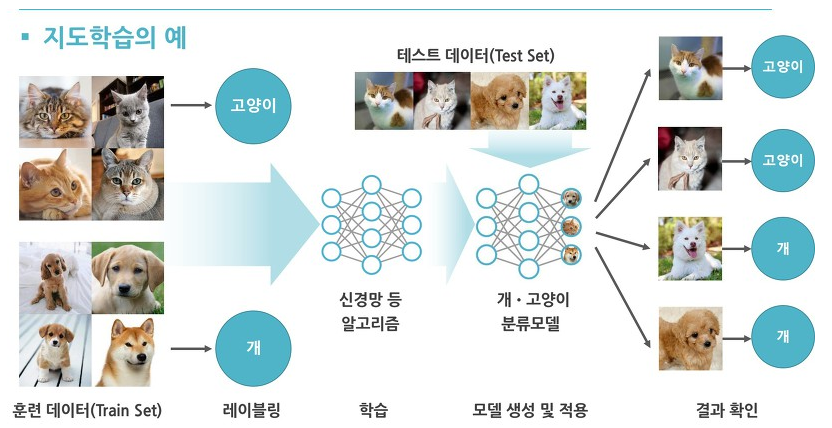 ▪ 지도학습의 예
테스트 데이터(Test Set)
고양이
개
신경망 등
알고리즘
개 · 고양이
분류모델
고양이
고양이
개
개
훈련 데이터(Train Set)
레이블링
학습
모델 생성 및 적용
결과 확인